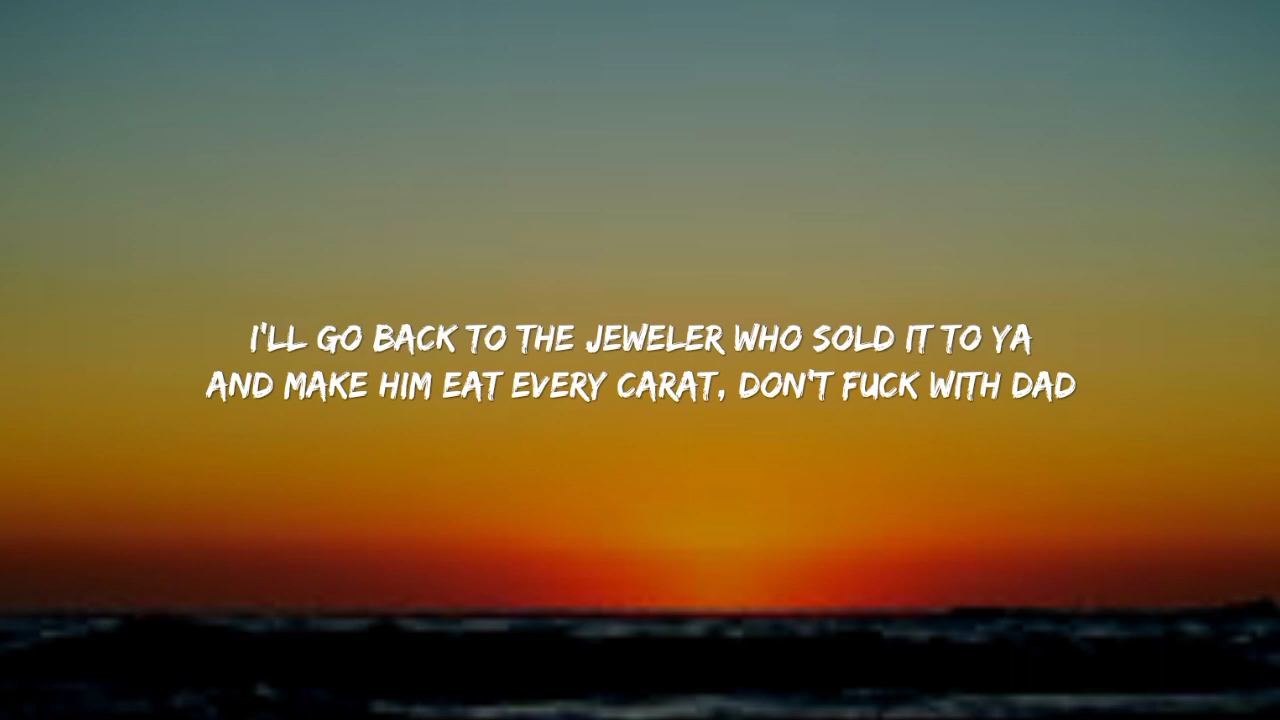 I'LL GO BACK TO THE JEWELER WHO SOLD IT TO YA
AND MAKE HIM EAT EVERY CARAT, DON'T FUCK WITH DAD